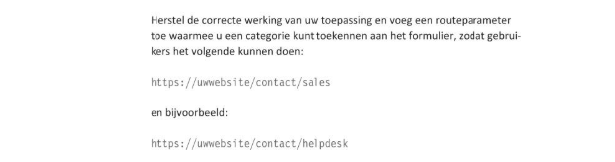 Herstel de correcte werking van uw toepassing en voeg een routeparameter
toe waarmee u een categorie kunt toekennen aan het formulier, zodat gebrui-
kers het volgende kunnen doen:
https://uwwebsite/contact/sales
en bijvoorbeeld:
https://uwwebsite/contact/helpdesk